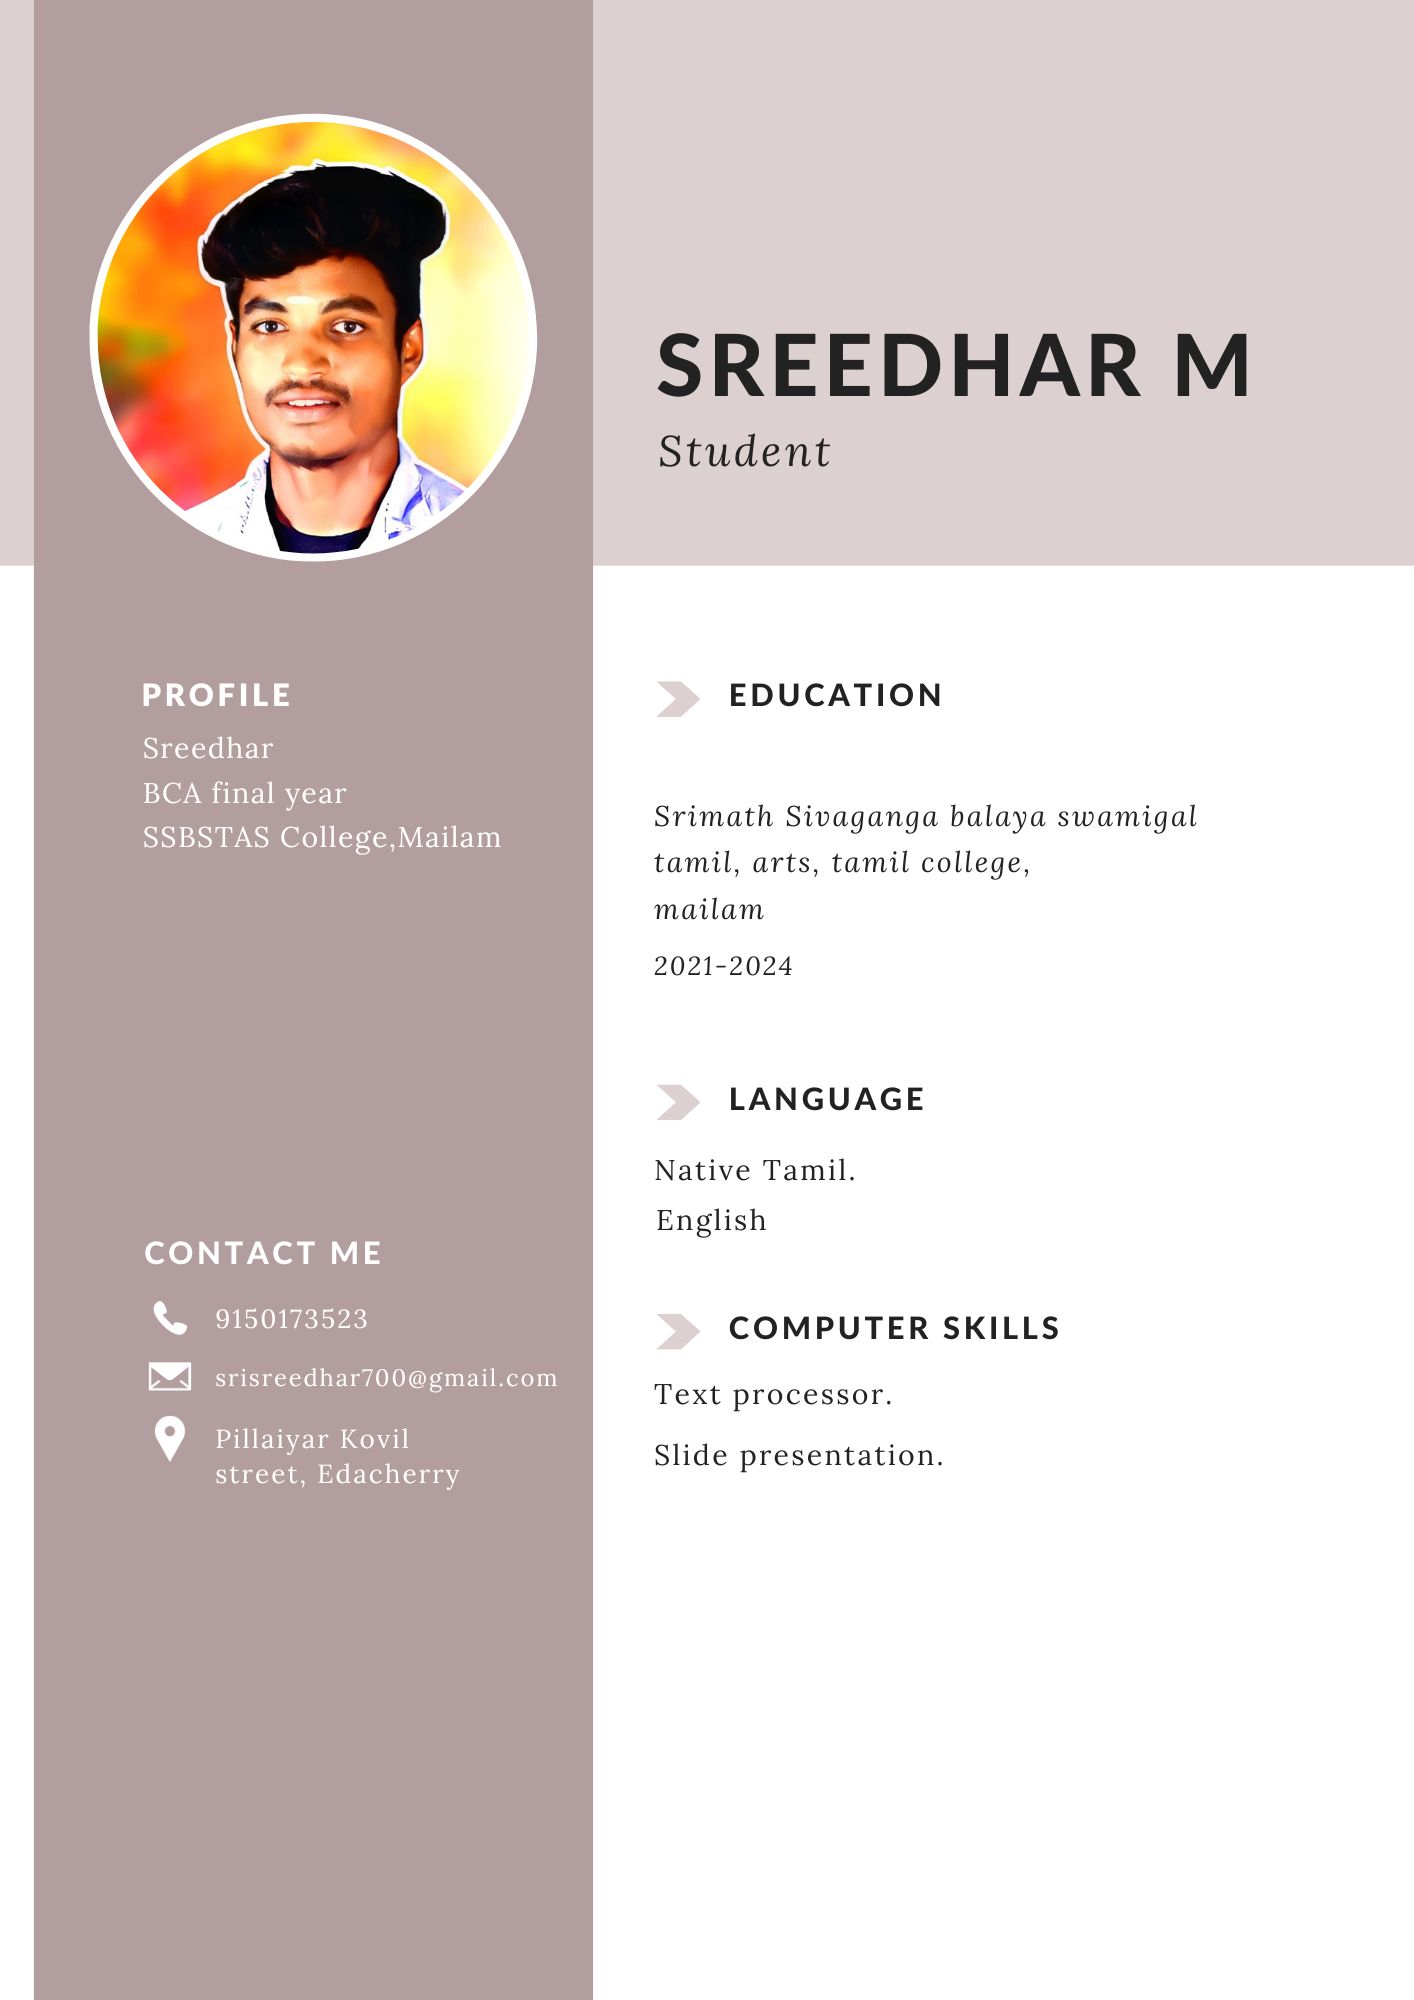 SREEDHAR M
Student
PROFILE
Sreedhar
BCA final year
SSBSTAS College,Mailam
CONTACT ME
9150173523
srisreedhar700@gmail.com
Pillaiyar Kovil
street, Edacherry
EDUCATION
Srimath Sivaganga balaya swamigal
tamil, arts, tamil college,
mailam
2021-2024
LANGUAGE
Native Tamil.
English
COMPUTER SKILLS
Text processor.
Slide presentation.